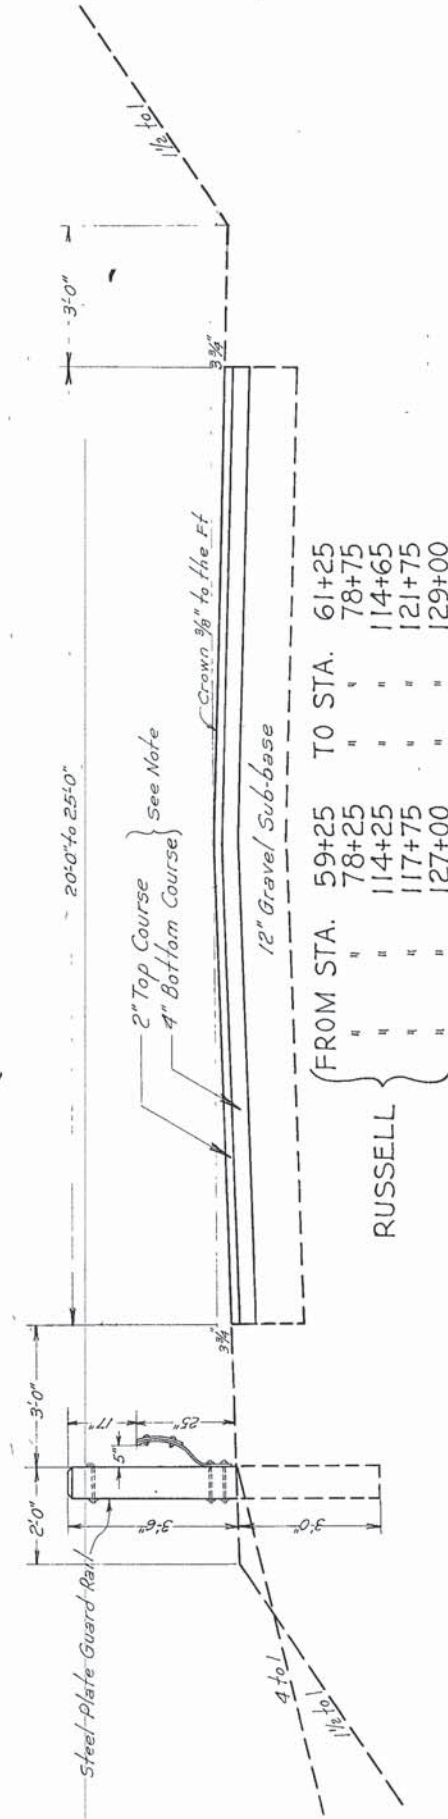 Steel Plate Guard Rail
2'-0"
3'-0"
20'-0" to 25'-0"
3'-0"
17"
5"
25"
3'-6"
3'-0"
4 to 1
1½ to 1
3¾"
2" Top Course
4" Bottom Course
See Note
Crown 3/8" to the Ft
3¾"
12" Gravel Sub-base
1½ to 1
RUSSELL
FROM STA. 59+25 TO STA. 61+25
" " 78+25 " " 78+75
" " 114+25 " " 114+65
" " 117+75 " " 121+75
" " 127+00 " " 129+00